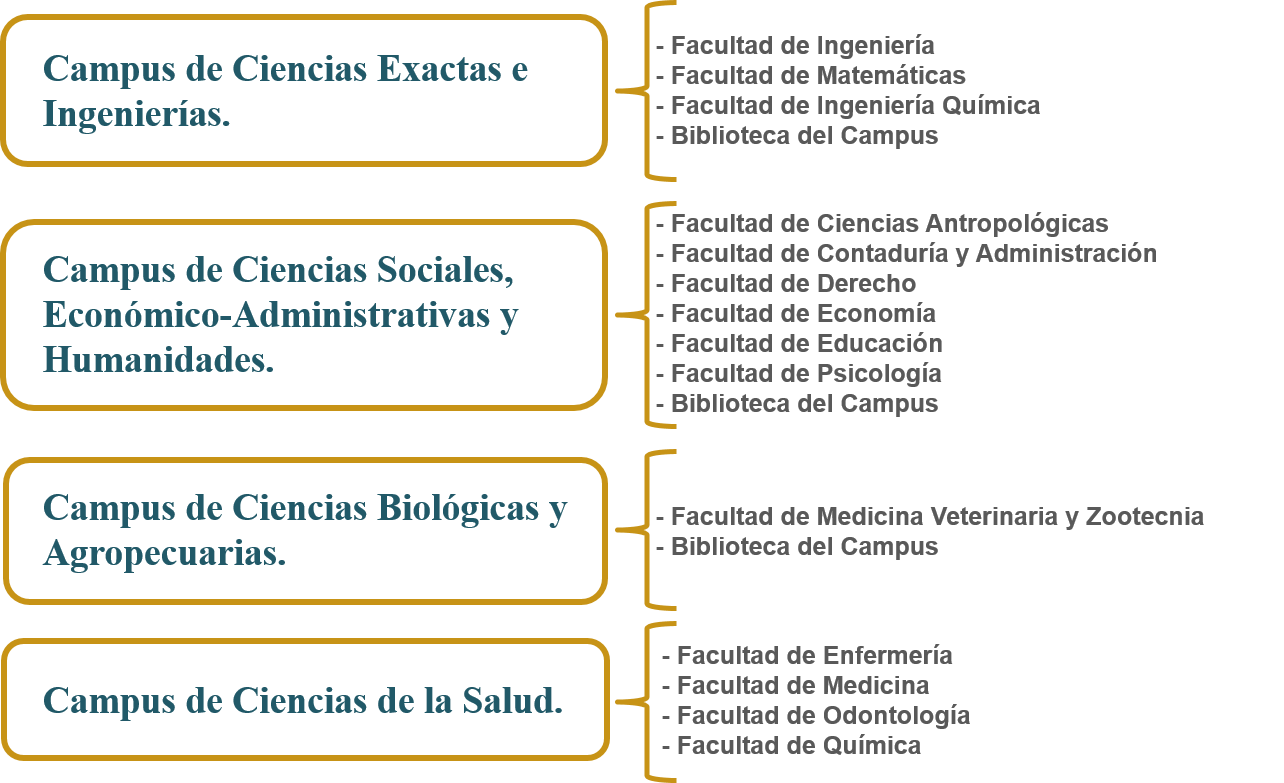 Campus de Ciencias Exactas e
Ingenierías.
- Facultad de Ingeniería
- Facultad de Matemáticas
- Facultad de Ingeniería Química
- Biblioteca del Campus
Campus de Ciencias Sociales,
Económico-Administrativas y
Humanidades.
- Facultad de Ciencias Antropológicas
- Facultad de Contaduría y Administración
- Facultad de Derecho
- Facultad de Economía
- Facultad de Educación
- Facultad de Psicología
- Biblioteca del Campus
Campus de Ciencias Biológicas y
Agropecuarias.
- Facultad de Medicina Veterinaria y Zootecnia
- Biblioteca del Campus
Campus de Ciencias de la Salud.
- Facultad de Enfermería
- Facultad de Medicina
- Facultad de Odontología
- Facultad de Química